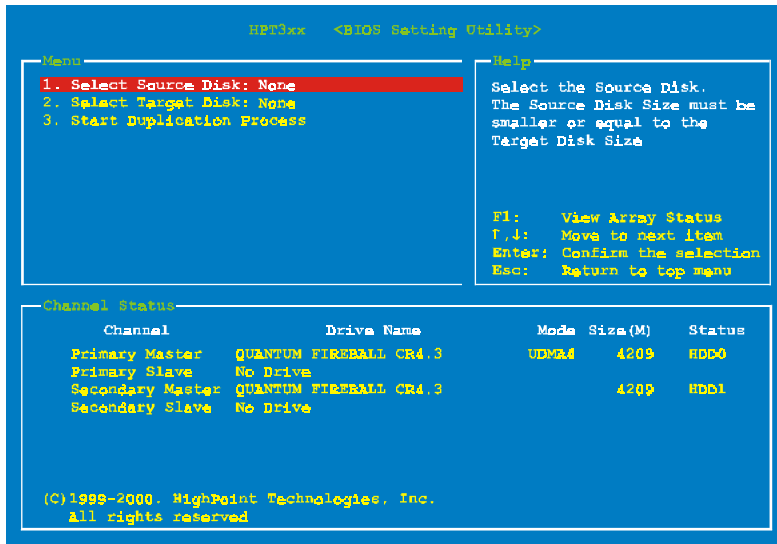 HPT3xx <BIOS Setting Utility>
Menu
1. Select Source Disk: None
2. Select Target Disk: None
3. Start Duplication Process
Help
Select the Source Disk.
The Source Disk Size must be
smaller or equal to the
Target Disk Size
F1: View Array Status
↑,↓: Move to next item
Enter: Confirm the selection
Esc: Return to top menu
Channel Status
Channel Drive Name Mode Size(M) Status
Primary Master QUANTUM FIREBALL CR4.3 UDMA4 4209 HDD0
Primary Slave No Drive
Secondary Master QUANTUM FIREBALL CR4.3 4209 HDD1
Secondary Slave No Drive
(C)1999-2000. HighPoint Technologies, Inc.
All rights reserved